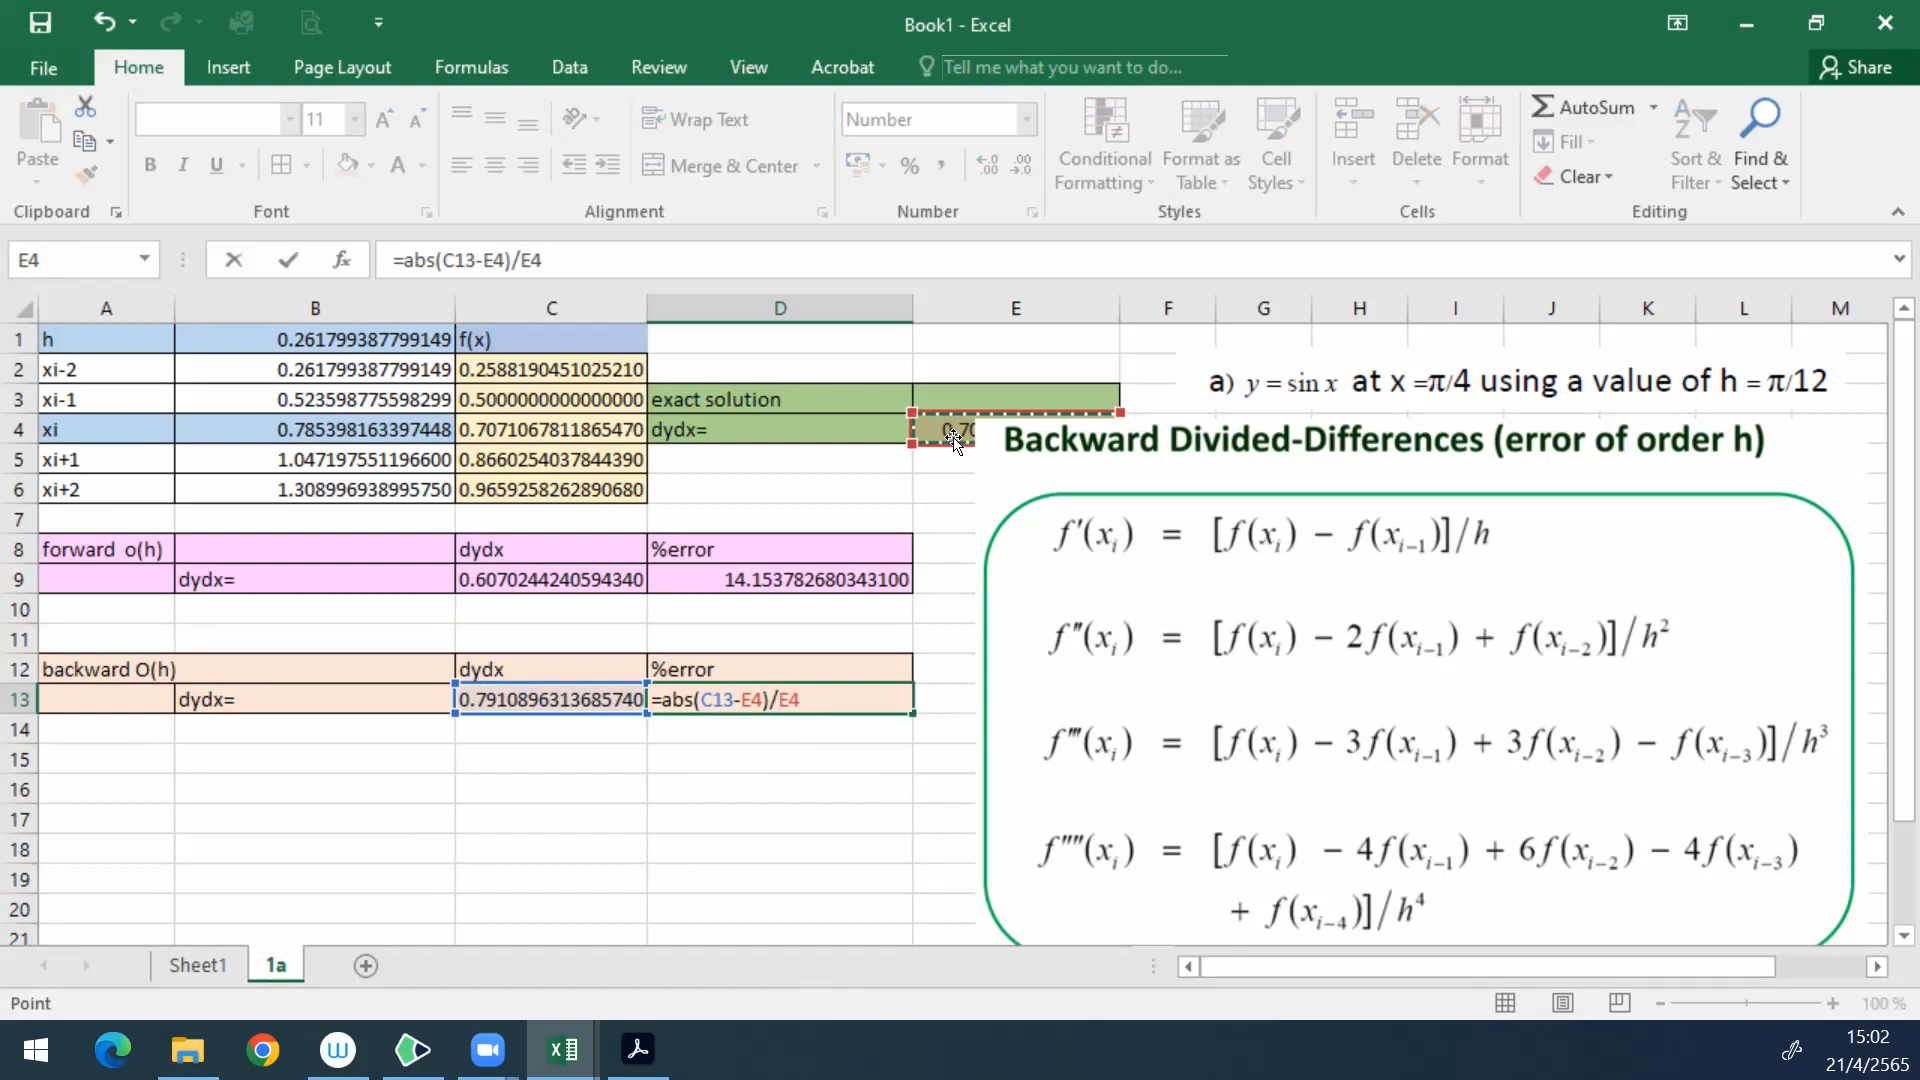 Book1 - Excel
File Home Insert Page Layout Formulas Data Review View Acrobat Tell me what you want to do... Share
Paste
Clipboard
11
B I U A
Font
Wrap Text
Merge & Center
Alignment
Number
% ,
Number
Conditional Formatting
Format as Table
Cell Styles
Styles
Insert Delete Format
Cells
AutoSum
Fill
Clear
Sort & Filter
Find & Select
Editing
E4 fx =abs(C13-E4)/E4
A B C D E F G H I J K L M
1 h 0.261799387799149 f(x)
2 xi-2 0.261799387799149 0.2588190451025210
3 xi-1 0.523598775598299 0.5000000000000000 exact solution
4 xi 0.785398163397448 0.7071067811865470 dydx= 0.70
5 xi+1 1.047197551196600 0.8660254037844390
6 xi+2 1.308996938995750 0.9659258262890680
7
8 forward o(h) dydx %error
9 dydx= 0.6070244240594340 14.153782680343100
10
11
12 backward O(h) dydx %error
13 dydx= 0.7910896313685740 =abs(C13-E4)/E4
14
15
16
17
18
19
20
21
a) y = sin x at x =π/4 using a value of h = π/12
Backward Divided-Differences (error of order h)
f′(xᵢ) = [f(xᵢ) − f(xᵢ₋₁)]/h
f″(xᵢ) = [f(xᵢ) − 2f(xᵢ₋₁) + f(xᵢ₋₂)]/h²
f‴(xᵢ) = [f(xᵢ) − 3f(xᵢ₋₁) + 3f(xᵢ₋₂) − f(xᵢ₋₃)]/h³
f⁗(xᵢ) = [f(xᵢ) − 4f(xᵢ₋₁) + 6f(xᵢ₋₂) − 4f(xᵢ₋₃)
+ f(xᵢ₋₄)]/h⁴
Sheet1 1a
Point
100 %
15:02
21/4/2565